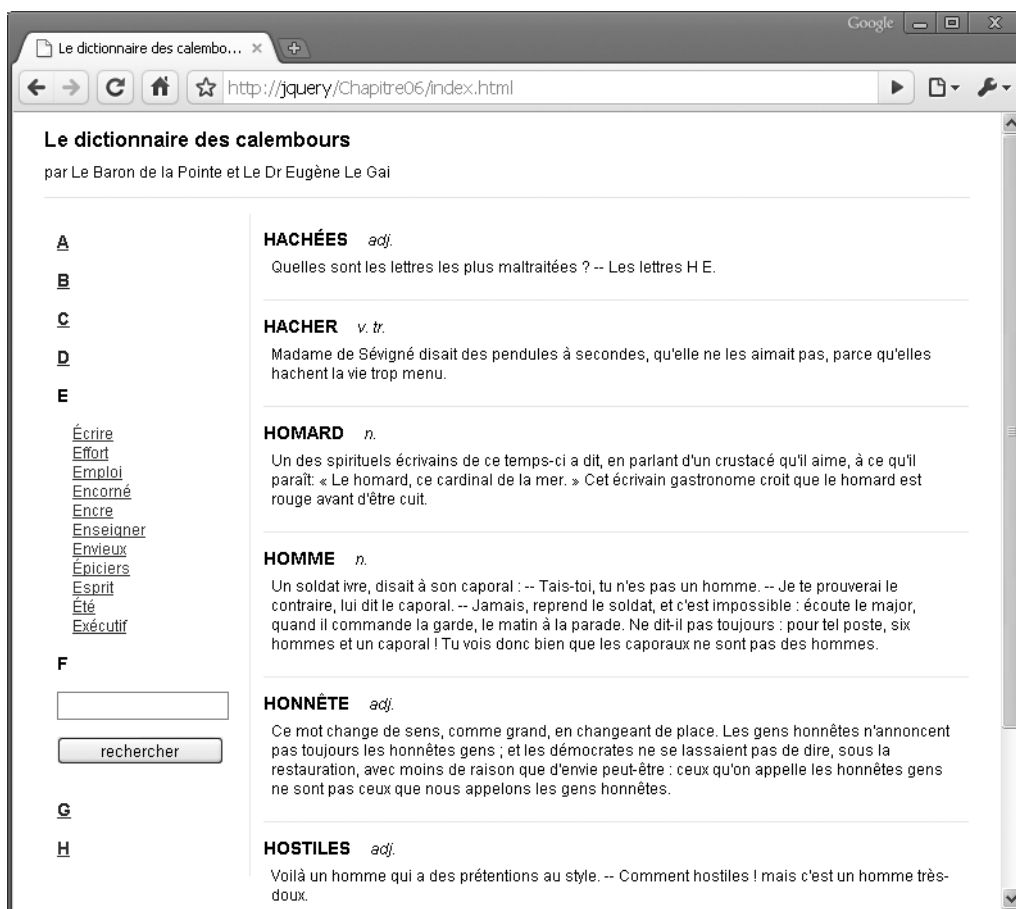 Google
Le dictionnaire des calembo...
http://jquery/Chapitre06/index.html
Le dictionnaire des calembours
par Le Baron de la Pointe et Le Dr Eugène Le Gai
A
B
C
D
E
Écrire
Effort
Emploi
Encorné
Encre
Enseigner
Envieux
Épiciers
Esprit
Été
Exécutif
F
rechercher
G
H
HACHÉES adj.
Quelles sont les lettres les plus maltraitées ? -- Les lettres H E.
HACHER v. tr.
Madame de Sévigné disait des pendules à secondes, qu'elle ne les aimait pas, parce qu'elles
hachent la vie trop menu.
HOMARD n.
Un des spirituels écrivains de ce temps-ci a dit, en parlant d'un crustacé qu'il aime, à ce qu'il
paraît: « Le homard, ce cardinal de la mer. » Cet écrivain gastronome croit que le homard est
rouge avant d'être cuit.
HOMME n.
Un soldat ivre, disait à son caporal : -- Tais-toi, tu n'es pas un homme. -- Je te prouverai le
contraire, lui dit le caporal. -- Jamais, reprend le soldat, et c'est impossible : écoute le major,
quand il commande la garde, le matin à la parade. Ne dit-il pas toujours : pour tel poste, six
hommes et un caporal ! Tu vois donc bien que les caporaux ne sont pas des hommes.
HONNÊTE adj.
Ce mot change de sens, comme grand, en changeant de place. Les gens honnêtes n'annoncent
pas toujours les honnêtes gens ; et les démocrates ne se lassaient pas de dire, sous la
restauration, avec moins de raison que d'envie peut-être : ceux qu'on appelle les honnêtes gens
ne sont pas ceux que nous appelons les gens honnêtes.
HOSTILES adj.
Voilà un homme qui a des prétentions au style. -- Comment hostiles ! mais c'est un homme très-
doux.